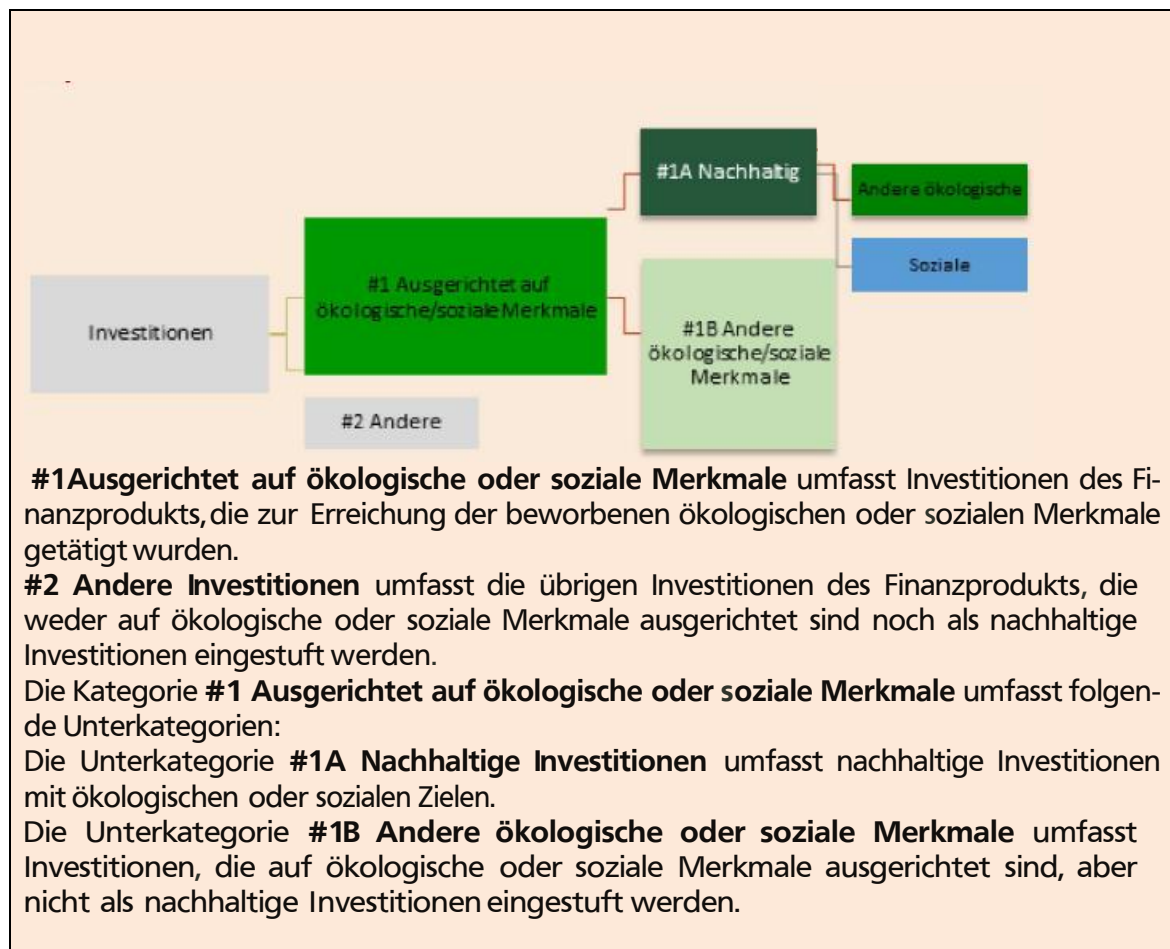 #1A Nachhaltig
Andere ökologische
Soziale
#1 Ausgerichtet auf
ökologische/soziale Merkmale
Investitionen
#1B Andere
ökologische/soziale
Merkmale
#2 Andere
#1Ausgerichtet auf ökologische oder soziale Merkmale umfasst Investitionen des Fi-
nanzprodukts, die zur Erreichung der beworbenen ökologischen oder sozialen Merkmale
getätigt wurden.
#2 Andere Investitionen umfasst die übrigen Investitionen des Finanzprodukts, die
weder auf ökologische oder soziale Merkmale ausgerichtet sind noch als nachhaltige
Investitionen eingestuft werden.
Die Kategorie #1 Ausgerichtet auf ökologische oder soziale Merkmale umfasst folgen-
de Unterkategorien:
Die Unterkategorie #1A Nachhaltige Investitionen umfasst nachhaltige Investitionen
mit ökologischen oder sozialen Zielen.
Die Unterkategorie #1B Andere ökologische oder soziale Merkmale umfasst
Investitionen, die auf ökologische oder soziale Merkmale ausgerichtet sind, aber
nicht als nachhaltige Investitionen eingestuft werden.